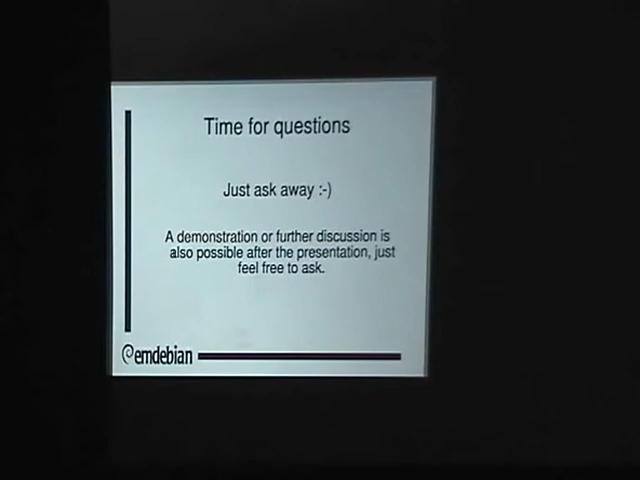 Time for questions
Just ask away :-)
A demonstration or further discussion is
also possible after the presentation, just
feel free to ask.
emdebian